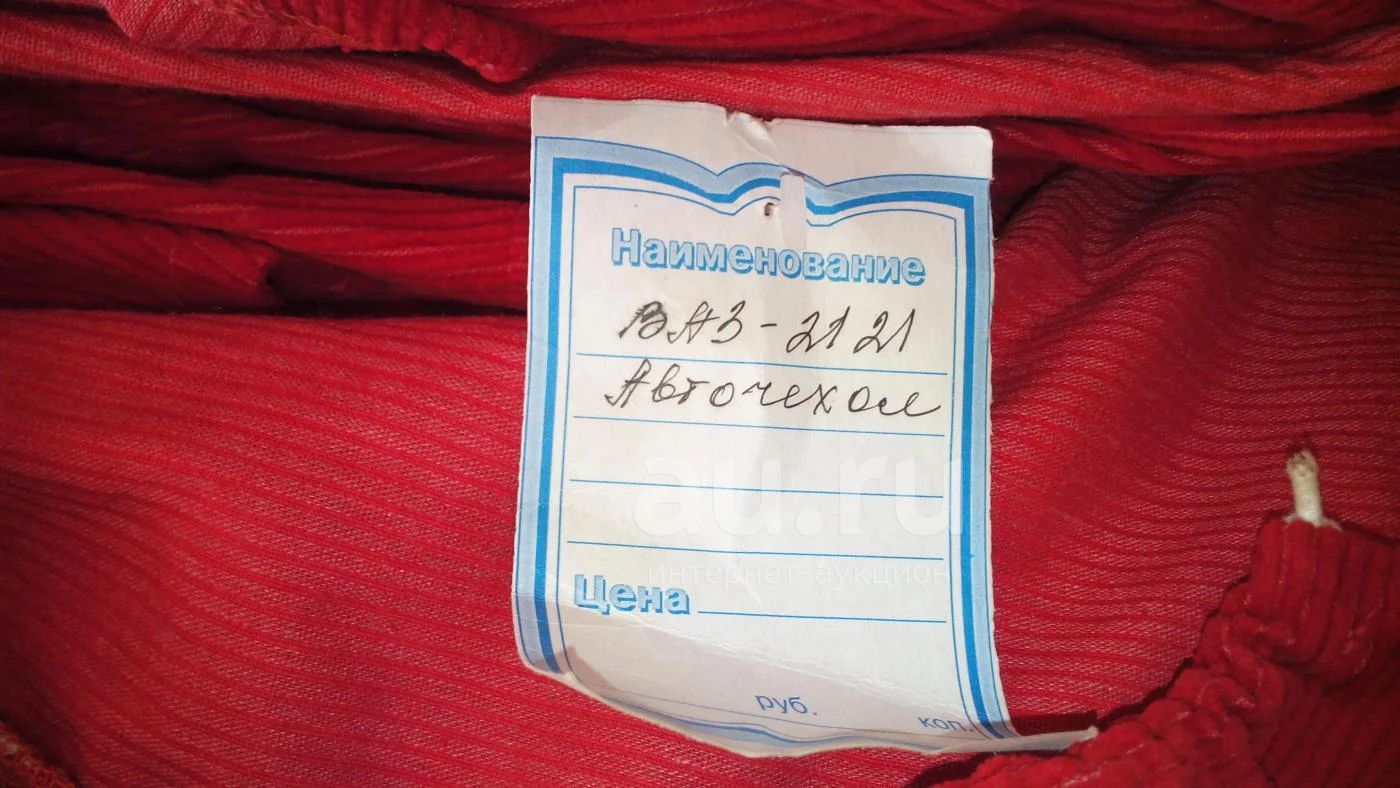 Наименование
ВАЗ-2121
Авточехол
au.ru
интернет-аукцион
Цена
руб. коп.